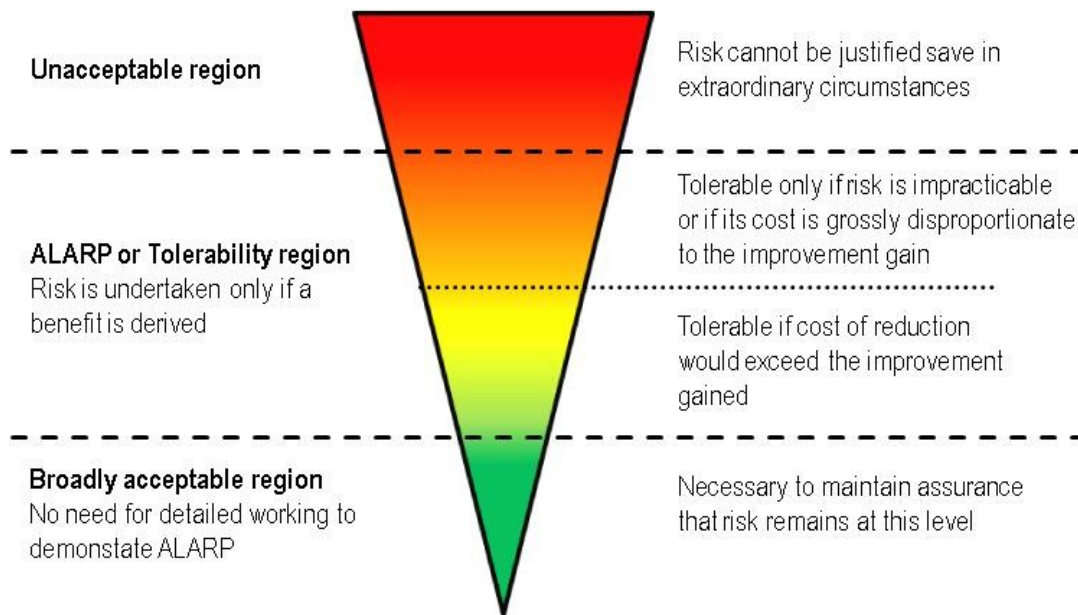 Unacceptable region
Risk cannot be justified save in
extraordinary circumstances
ALARP or Tolerability region
Risk is undertaken only if a
benefit is derived
Tolerable only if risk is impracticable
or if its cost is grossly disproportionate
to the improvement gain
Tolerable if cost of reduction
would exceed the improvement
gained
Broadly acceptable region
No need for detailed working to
demonstate ALARP
Necessary to maintain assurance
that risk remains at this level